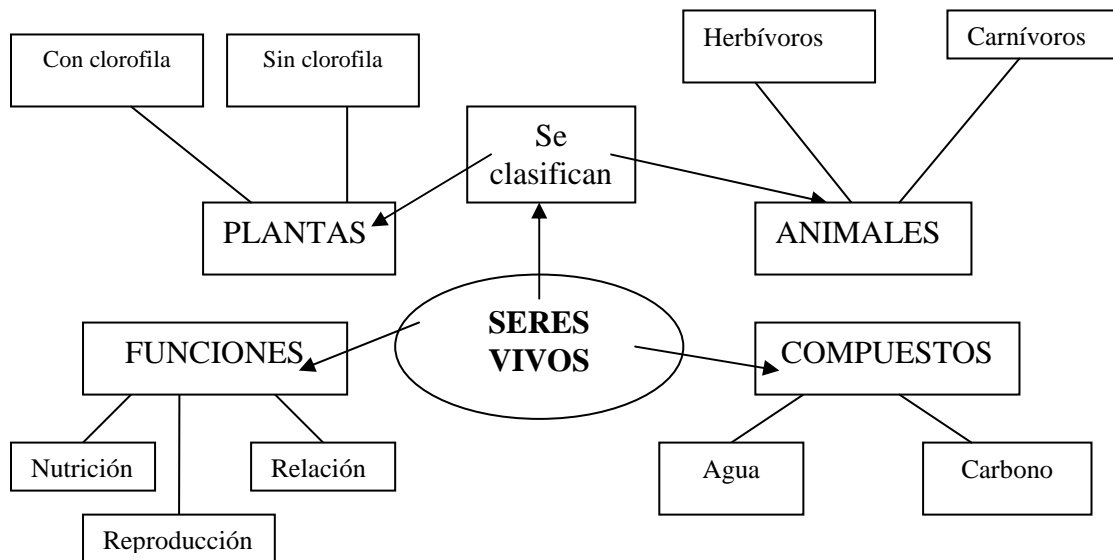 Con clorofila
Sin clorofila
Herbívoros
Carnívoros
Se
clasifican
PLANTAS
ANIMALES
SERES
VIVOS
FUNCIONES
COMPUESTOS
Nutrición
Relación
Agua
Carbono
Reproducción